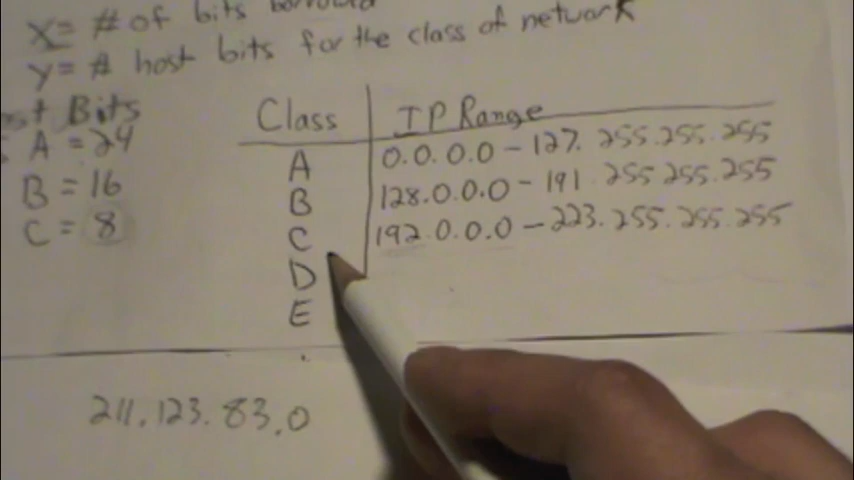 X= # of bits borrowed
Y= # host bits for the class of network
Bits
A = 24
B = 16
C = 8
Class IP Range
A 0.0.0.0 - 127. 255.255.255
B 128.0.0.0 - 191.255.255.255
C 192.0.0.0 - 223.255.255.255
D
E
211.123.83.0